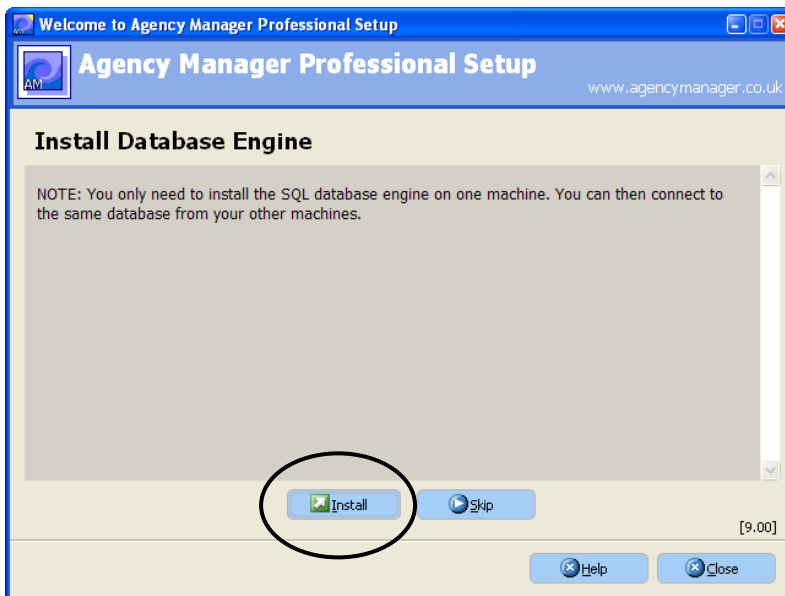 Welcome to Agency Manager Professional Setup
AM
Agency Manager Professional Setup
www.agencymanager.co.uk
Install Database Engine
NOTE: You only need to install the SQL database engine on one machine. You can then connect to
the same database from your other machines.
Install
Skip
[9.00]
Help
Close